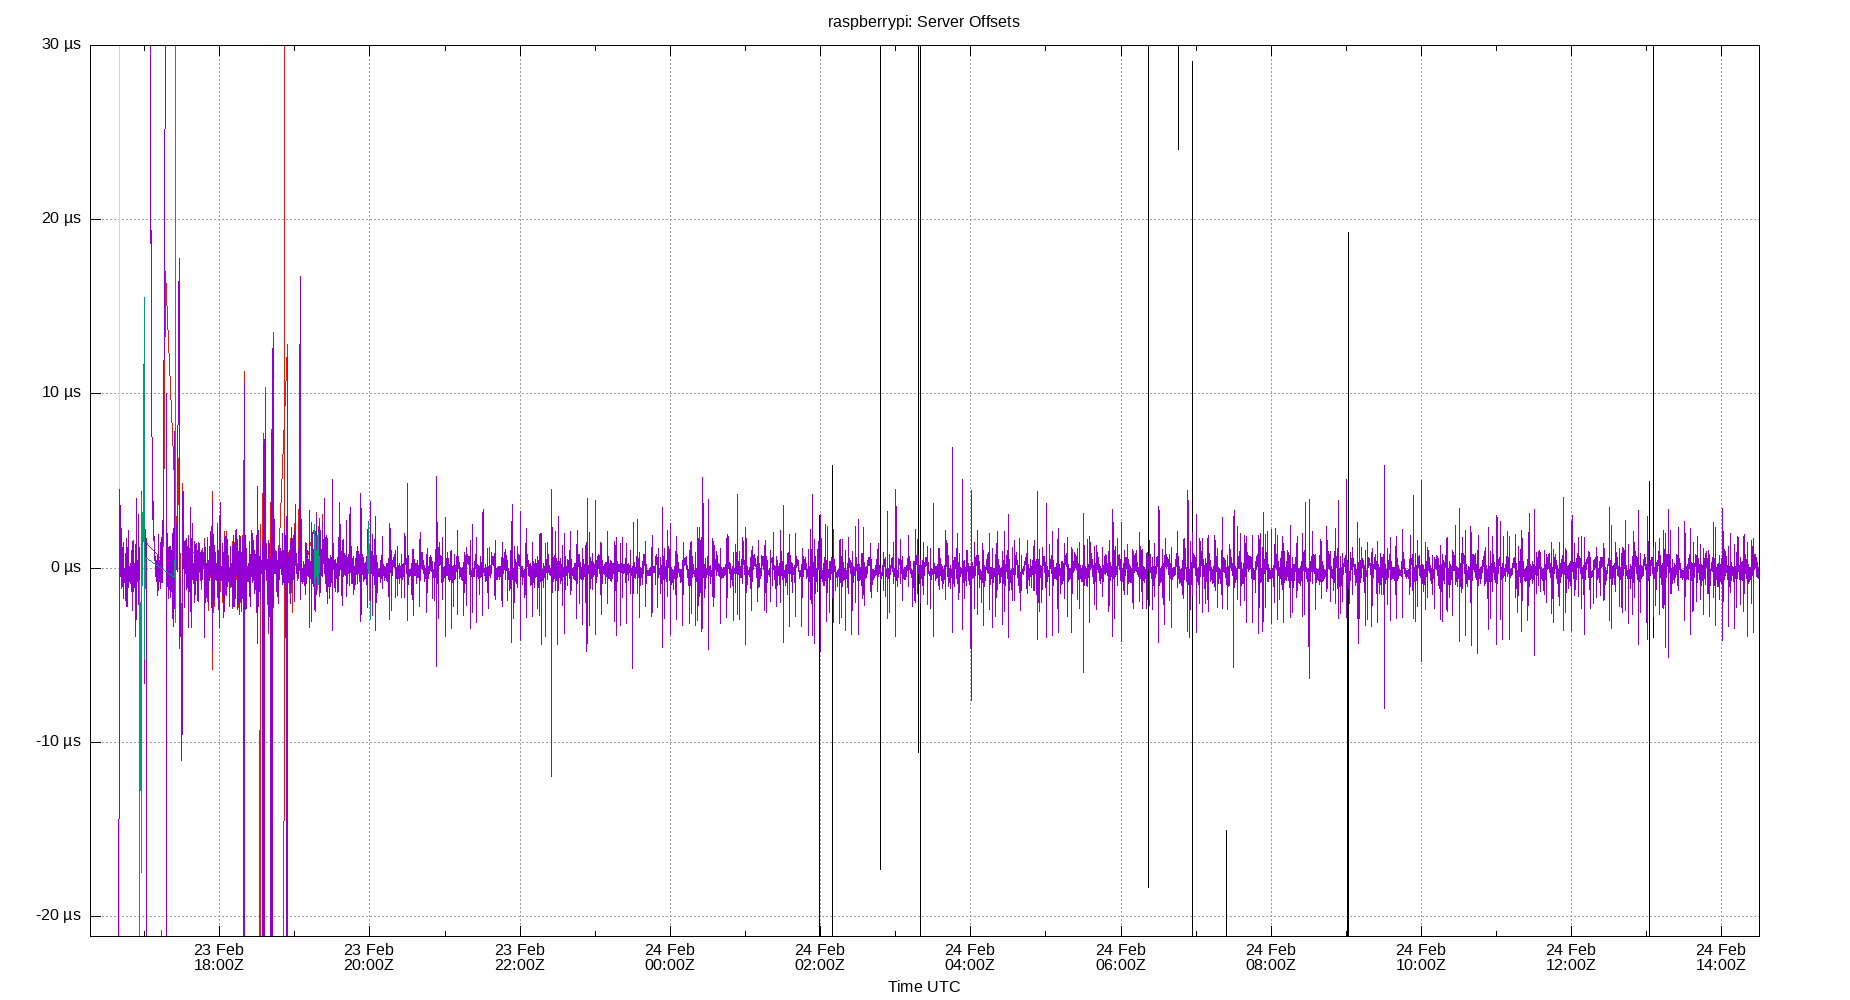 raspberrypi: Server Offsets
30 µs
20 µs
10 µs
0 µs
-10 µs
-20 µs
23 Feb 18:00Z
23 Feb 20:00Z
23 Feb 22:00Z
24 Feb 00:00Z
24 Feb 02:00Z
24 Feb 04:00Z
24 Feb 06:00Z
24 Feb 08:00Z
24 Feb 10:00Z
24 Feb 12:00Z
24 Feb 14:00Z
Time UTC